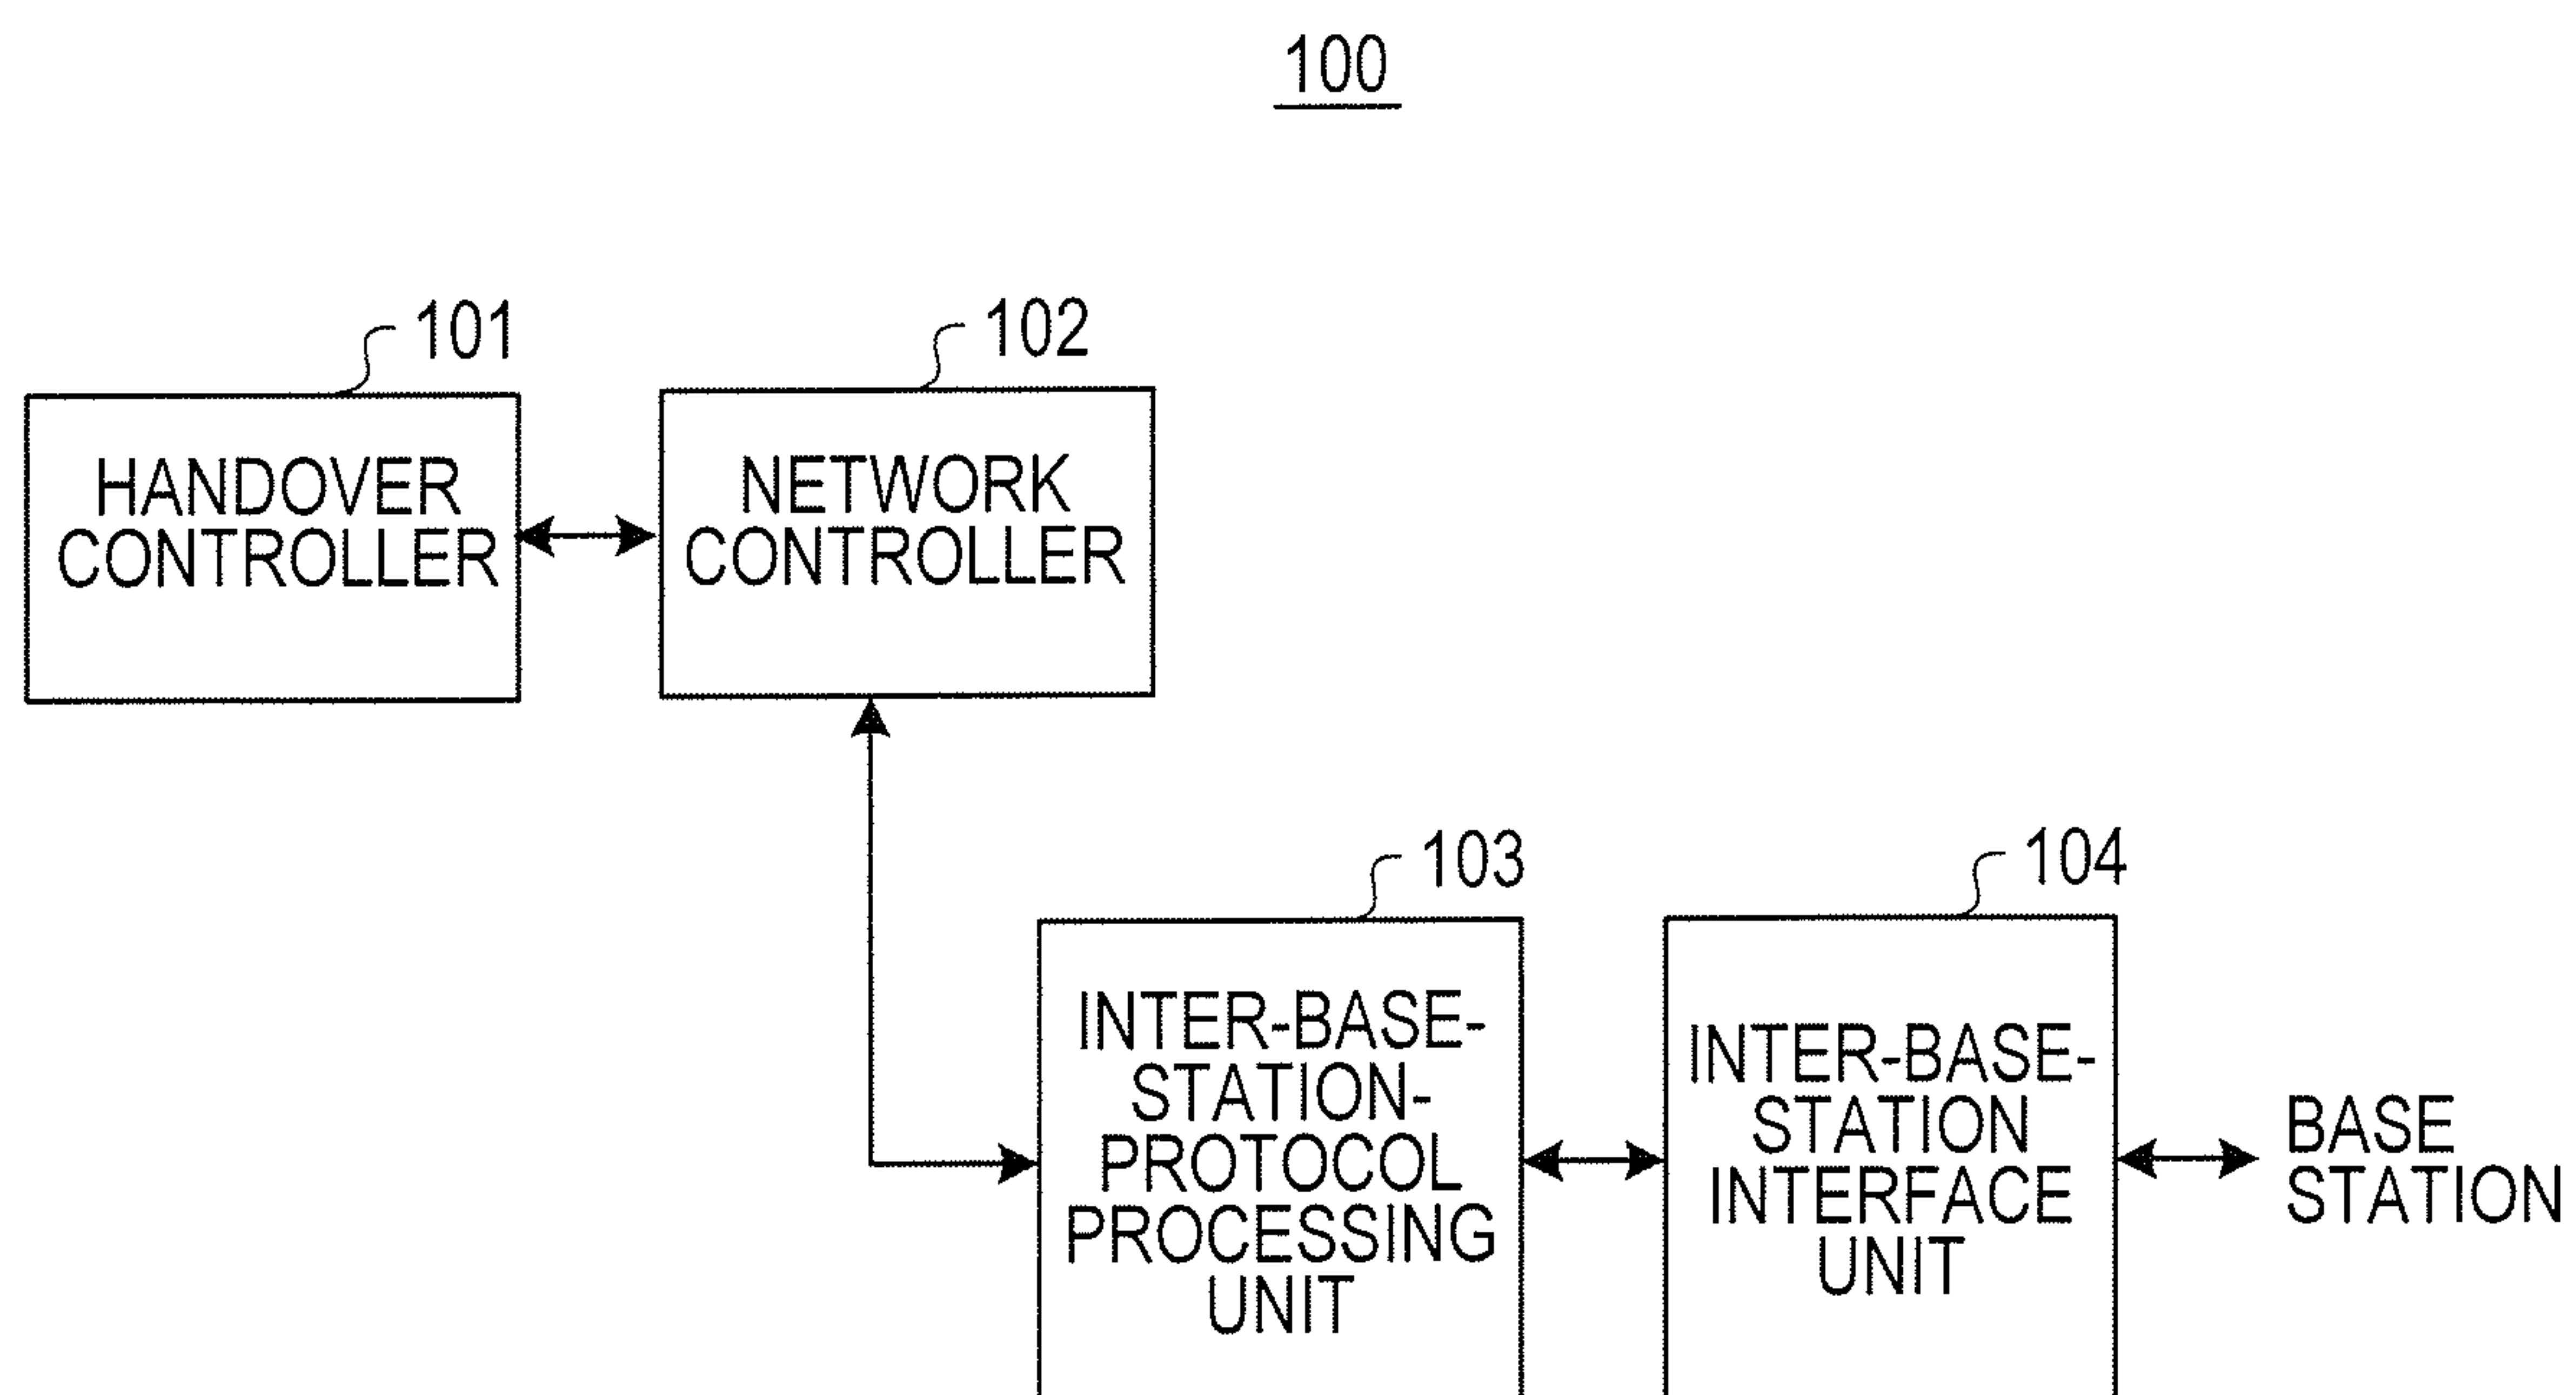 100
101
102
HANDOVER
CONTROLLER
NETWORK
CONTROLLER
103
104
INTER-BASE-
STATION-
PROTOCOL
PROCESSING
UNIT
INTER-BASE-
STATION
INTERFACE
UNIT
BASE
STATION